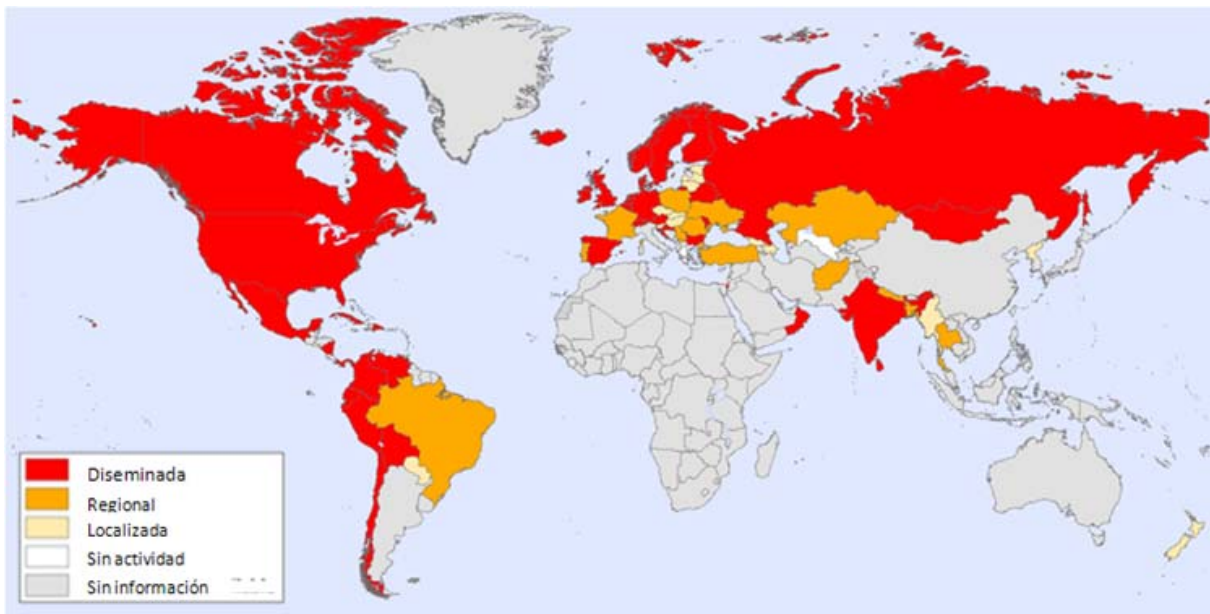 Diseminada
Regional
Localizada
Sin actividad
Sin información